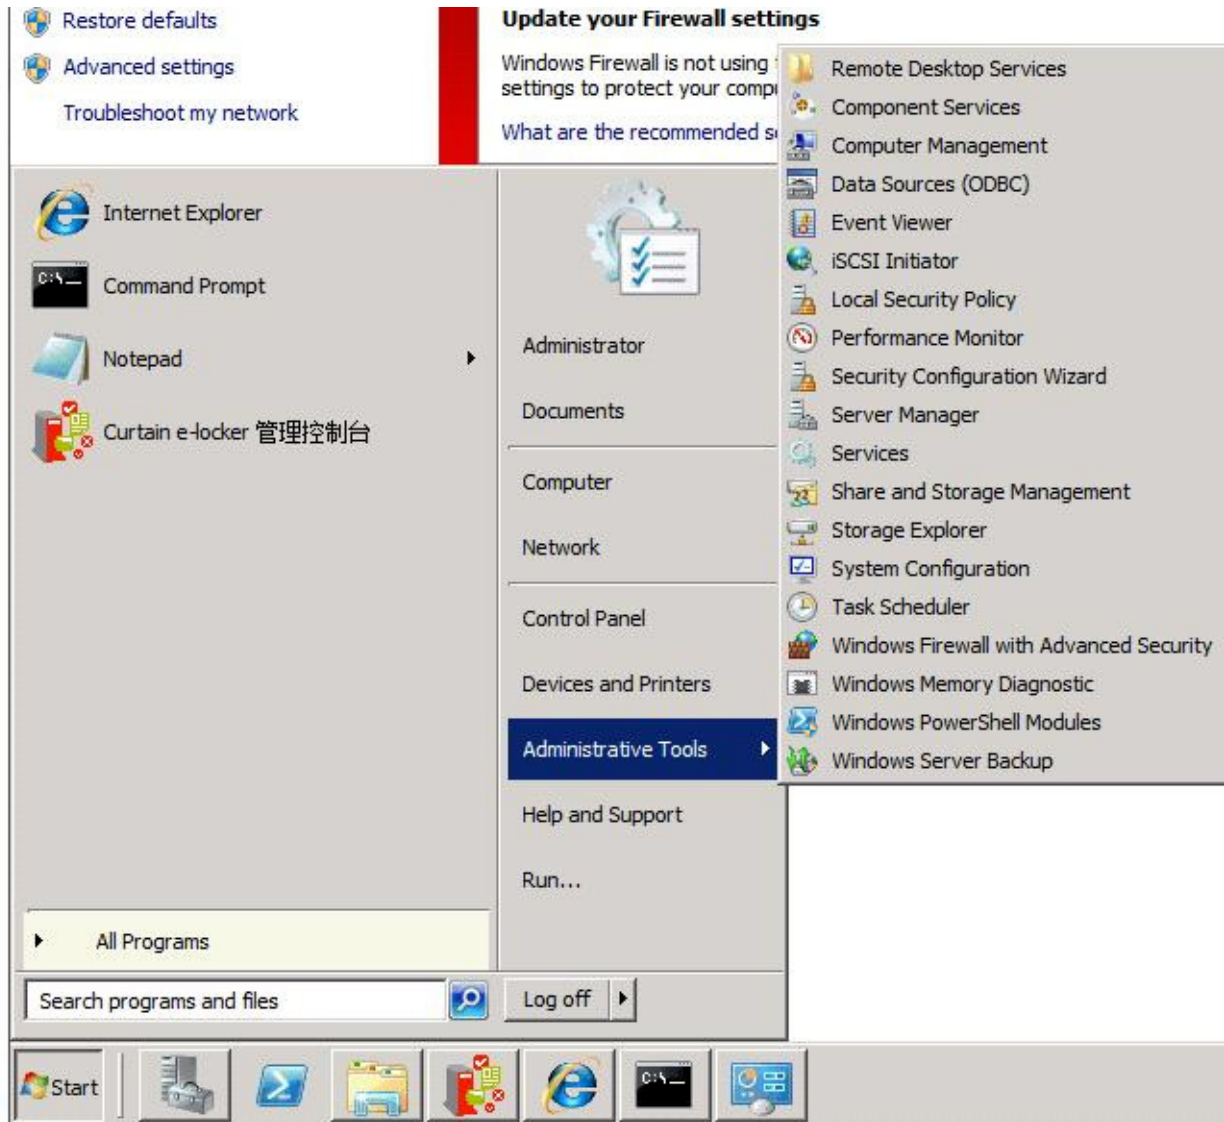 Restore defaults
Advanced settings
Troubleshoot my network
Update your Firewall settings
Windows Firewall is not using
settings to protect your
What are the recommended
Internet Explorer
Command Prompt
Notepad
Curtain e-locker 管理控制台
All Programs
Search programs and files
Administrator
Documents
Computer
Network
Control Panel
Devices and Printers
Administrative Tools
Help and Support
Run...
Log off
Remote Desktop Services
Component Services
Computer Management
Data Sources (ODBC)
Event Viewer
iSCSI Initiator
Local Security Policy
Performance Monitor
Security Configuration Wizard
Server Manager
Services
Share and Storage Management
Storage Explorer
System Configuration
Task Scheduler
Windows Firewall with Advanced Security
Windows Memory Diagnostic
Windows PowerShell Modules
Windows Server Backup
Start